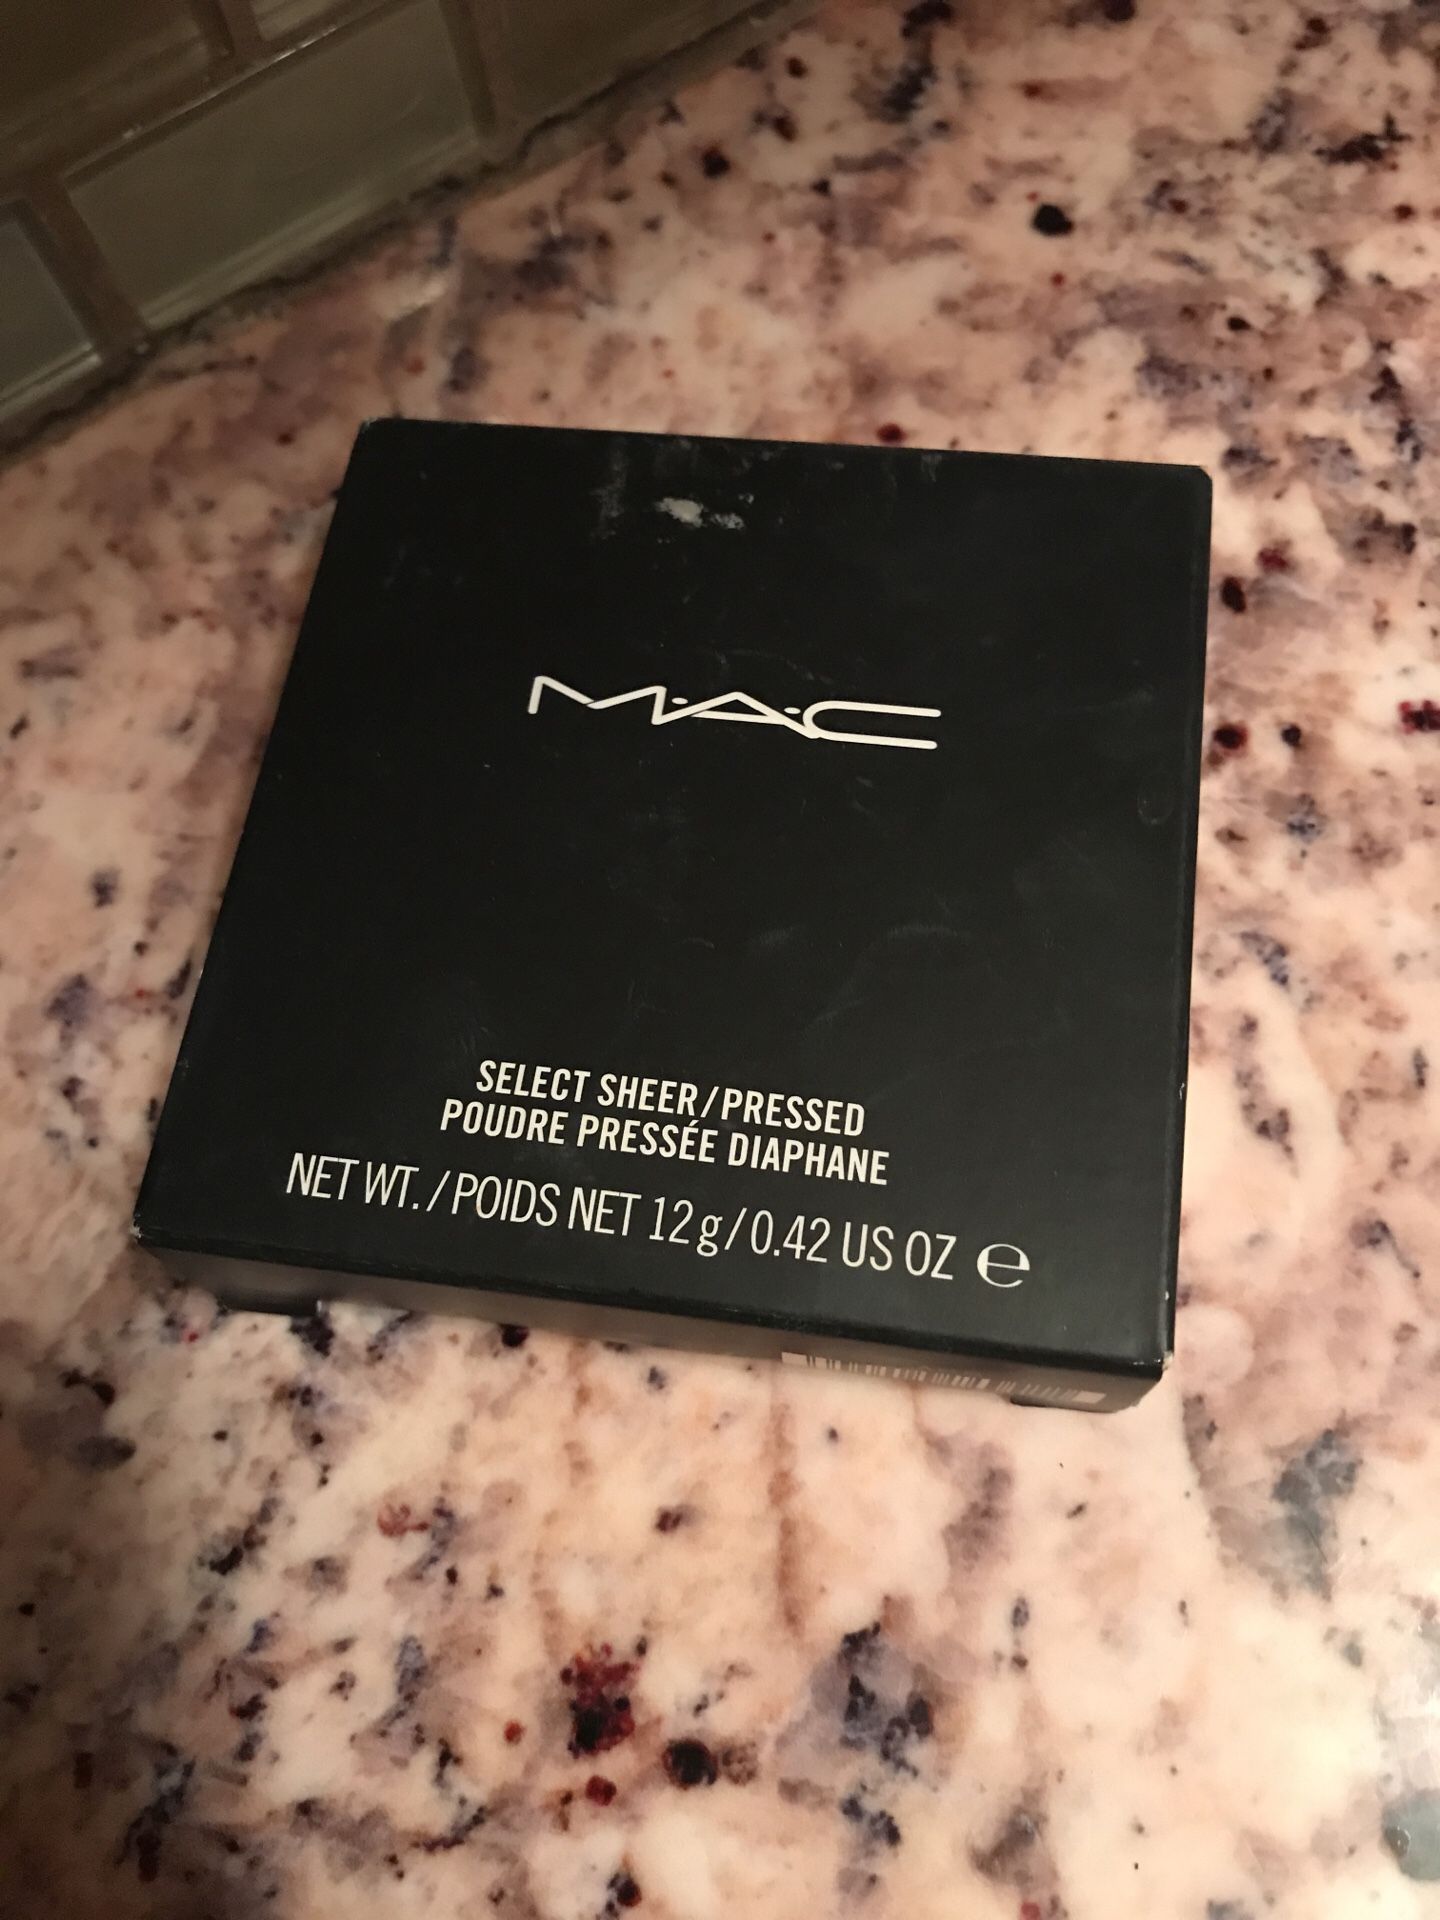 M·A·C
SELECT SHEER/PRESSED
POUDRE PRESSÉE DIAPHANE
NET WT. / POIDS NET 12 g/0.42 US OZ ℮